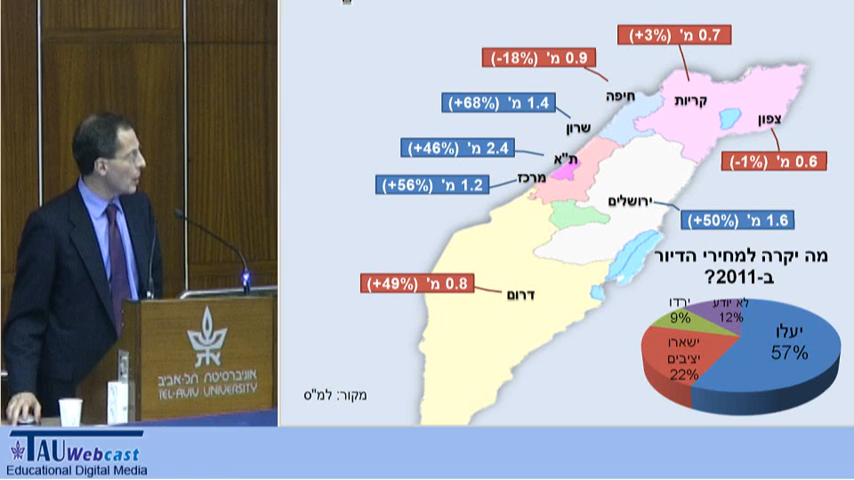 0.7 מ' (+3%)
0.9 מ' (-18%)
קריות
חיפה
1.4 מ' (+68%)
שרון
צפון
2.4 מ' (+46%)
ת"א
0.6 מ' (-1%)
1.2 מ' (+56%)
מרכז
ירושלים
1.6 מ' (+50%)
מה יקרה למחירי הדיור
ב-2011?
0.8 מ' (+49%)
דרום
ירדו
9%
לא יודע
12%
יעלו
57%
ישארו
יציבים
22%
מקור: למ"ס
אוניברסיטת תל-אביב
TEL-AVIV UNIVERSITY
TAU Webcast
Educational Digital Media